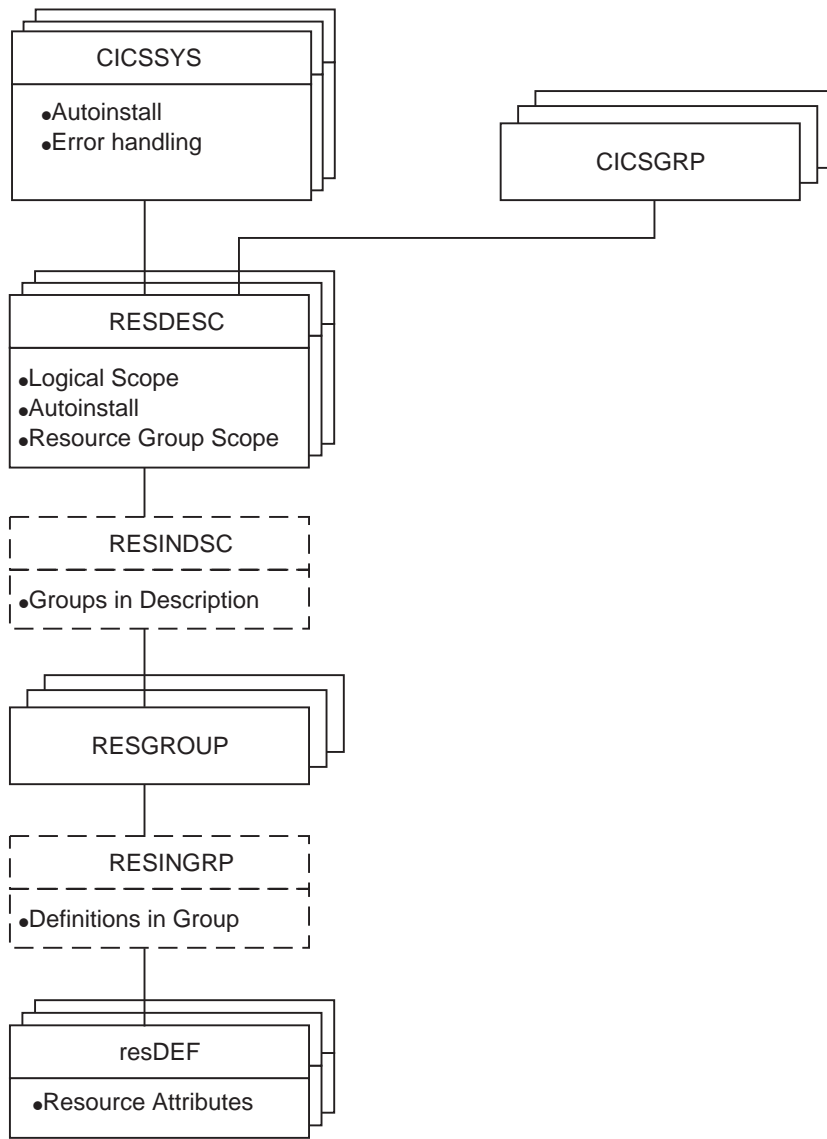 CICSSYS
●Autoinstall
●Error handling
CICSGRP
RESDESC
●Logical Scope
●Autoinstall
●Resource Group Scope
RESINDSC
●Groups in Description
RESGROUP
RESINGRP
●Definitions in Group
resDEF
●Resource Attributes